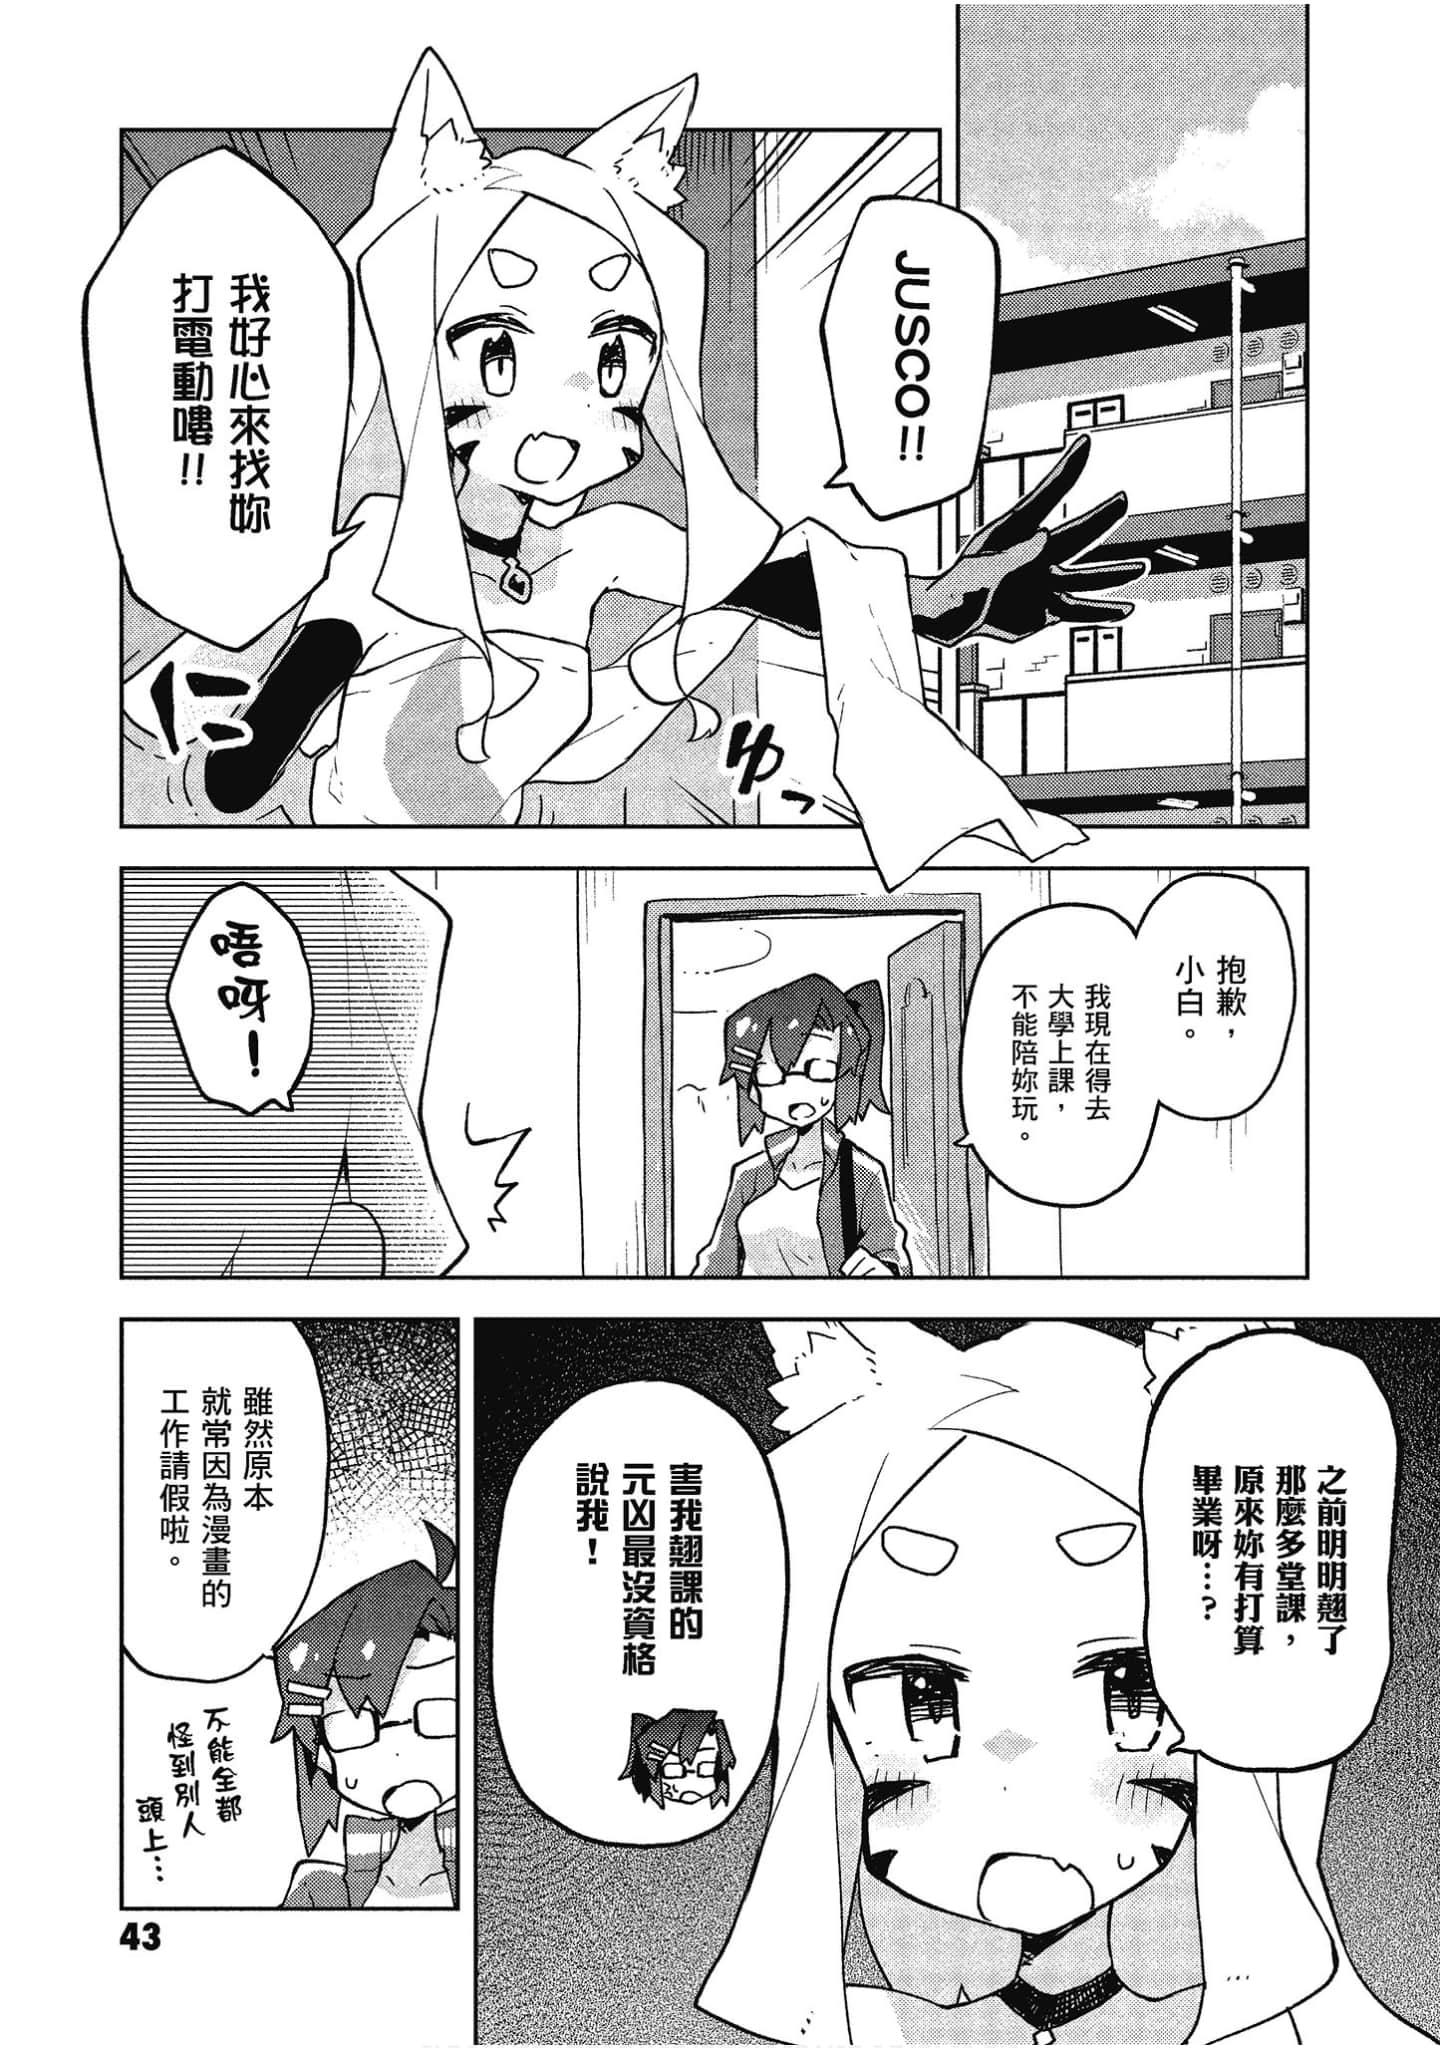 JUSCO!!
我好心來找妳
打電動嘍!!
にゅっ
抱歉，
小白。
我現在得去
大學上課，
不能陪妳玩。
唔呀！
之前明明翹了
那麼多堂課，
原來妳有打算
畢業呀…？
害我翹課的
元凶最沒資格
說我！
雖然原本
就常因為漫畫的
工作請假啦。
不能全都
怪到別人
頭上…
43